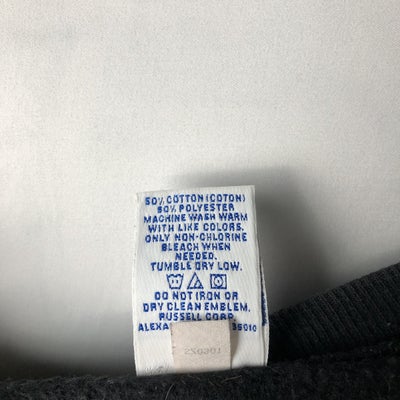 50% COTTON (COTON)
50% POLYESTER
MACHINE WASH WARM
WITH LIKE COLORS.
ONLY NON-CHLORINE
BLEACH WHEN
NEEDED.
TUMBLE DRY LOW.
DO NOT IRON OR
DRY CLEAN EMBLEM.
RUSSELL CORP.
ALEXA 35010